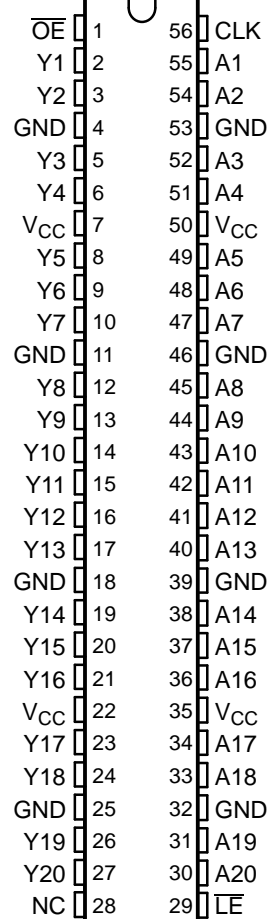 O̅E̅ 1 56 CLK
Y1 2 55 A1
Y2 3 54 A2
GND 4 53 GND
Y3 5 52 A3
Y4 6 51 A4
VCC 7 50 VCC
Y5 8 49 A5
Y6 9 48 A6
Y7 10 47 A7
GND 11 46 GND
Y8 12 45 A8
Y9 13 44 A9
Y10 14 43 A10
Y11 15 42 A11
Y12 16 41 A12
Y13 17 40 A13
GND 18 39 GND
Y14 19 38 A14
Y15 20 37 A15
Y16 21 36 A16
VCC 22 35 VCC
Y17 23 34 A17
Y18 24 33 A18
GND 25 32 GND
Y19 26 31 A19
Y20 27 30 A20
NC 28 29 L̅E̅